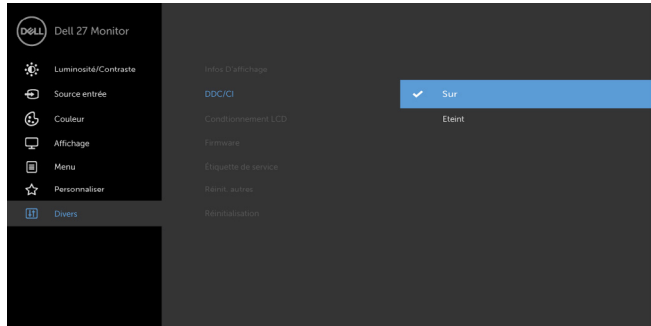 DELL
Dell 27 Monitor
Luminosité/Contraste
Source entrée
Couleur
Affichage
Menu
Personnaliser
Divers
Infos D'affichage
DDC/CI
Conditionnement LCD
Firmware
Étiquette de service
Réinit. autres
Réinitialisation
Sur
Eteint